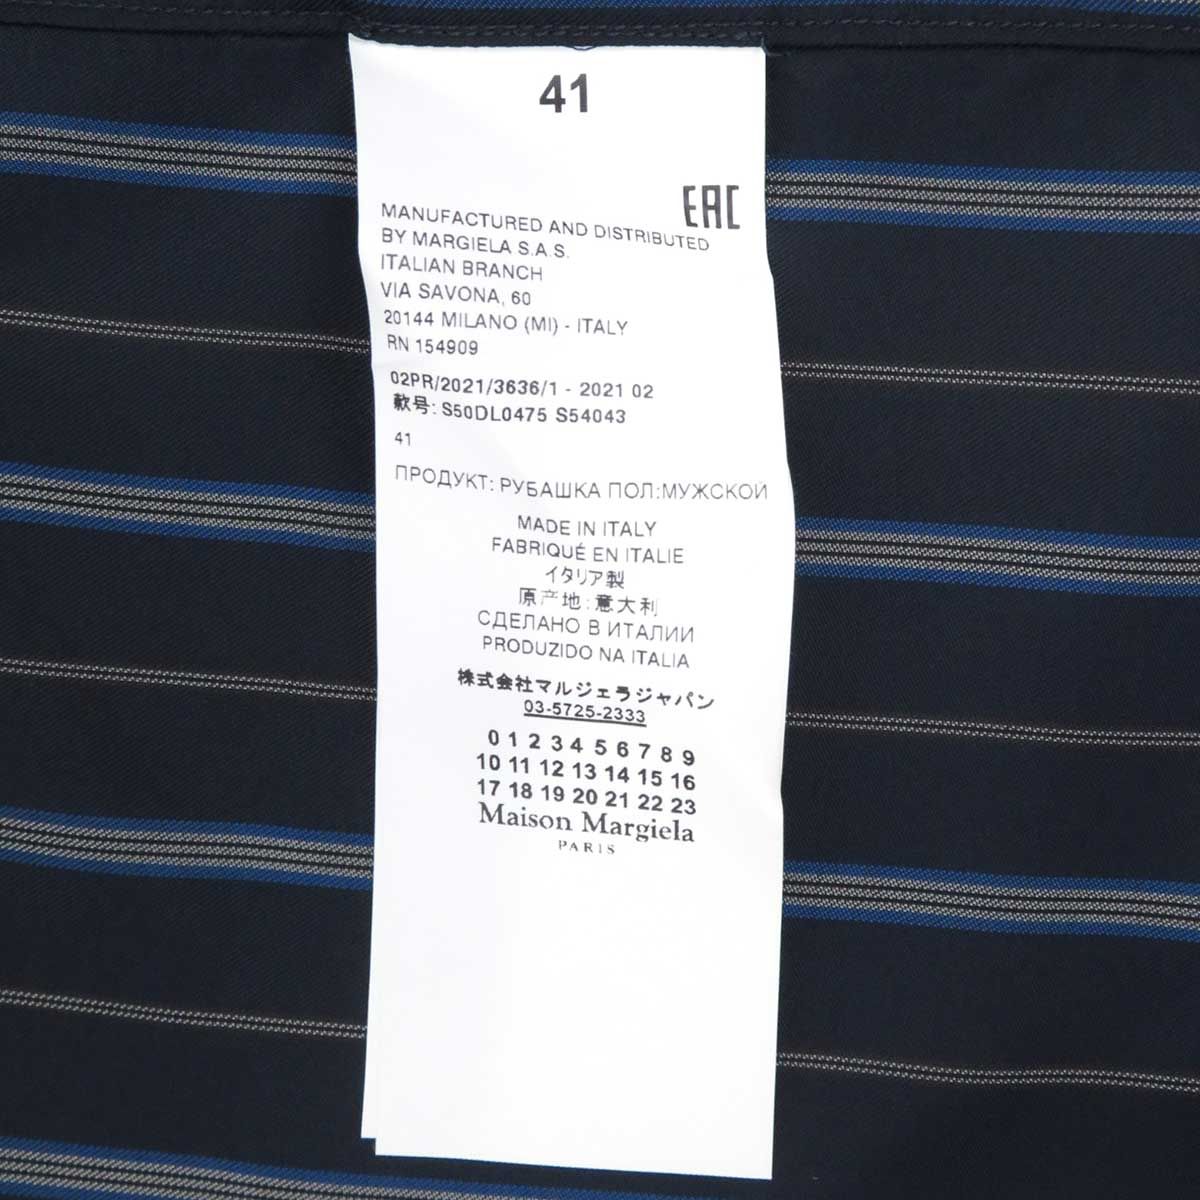 41
EAC
MANUFACTURED AND DISTRIBUTED
BY MARGIELA S.A.S.
ITALIAN BRANCH
VIA SAVONA, 60
20144 MILANO (MI) - ITALY
RN 154909
02PR/2021/3636/1 - 2021 02
款号: S50DL0475 S54043
41
ПРОДУКТ: РУБАШКА ПОЛ:МУЖСКОЙ
MADE IN ITALY
FABRIQUÉ EN ITALIE
イタリア製
原产地:意大利
СДЕЛАНО В ИТАЛИИ
PRODUZIDO NA ITALIA
株式会社マルジェラジャパン
03-5725-2333
0 1 2 3 4 5 6 7 8 9
10 11 12 13 14 15 16
17 18 19 20 21 22 23
Maison Margiela
PARIS